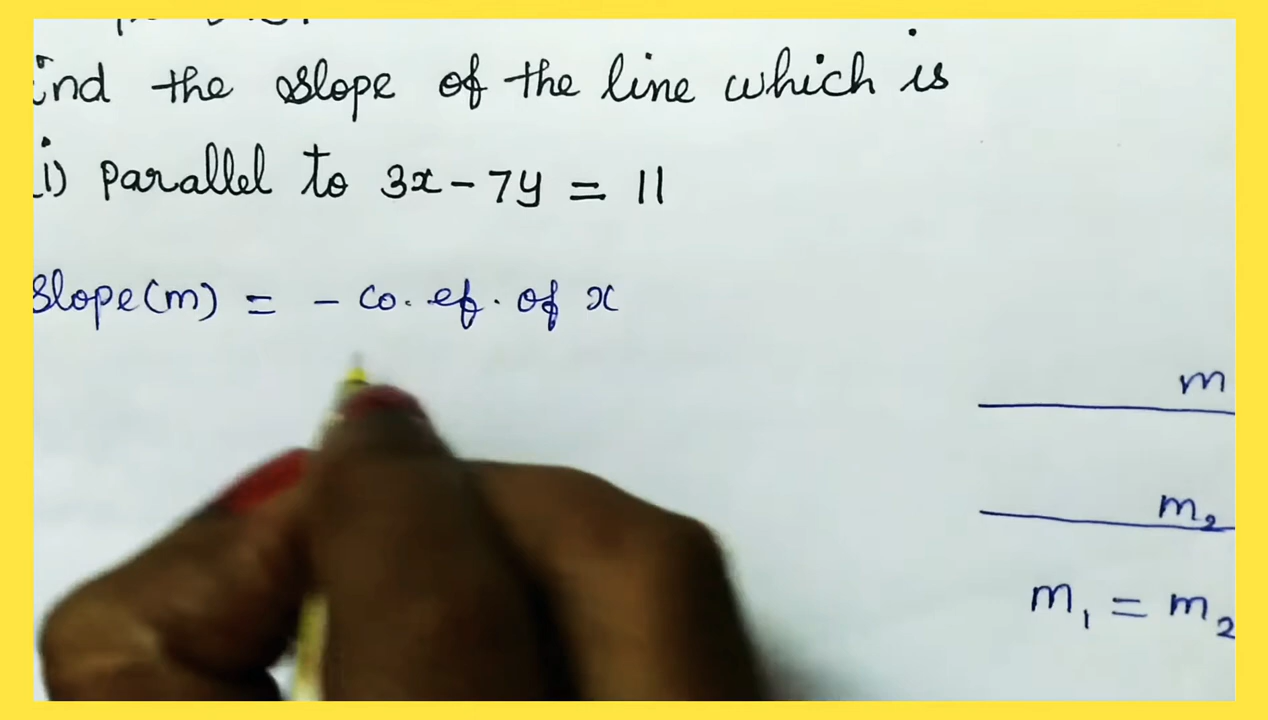 ind the slope of the line which is
i) parallel to 3x - 7y = 11
Slope(m) = - co. ef. of x
m
m₂
m₁ = m₂